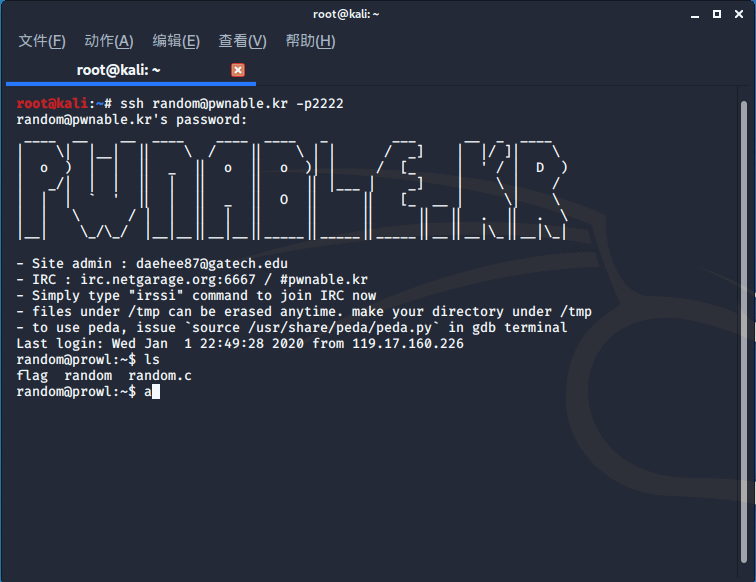 root@kali: ~
文件(F) 动作(A) 编辑(E) 查看(V) 帮助(H)
root@kali: ~
root@kali:~# ssh random@pwnable.kr -p2222
random@pwnable.kr's password:
- Site admin : daehee87@gatech.edu
- IRC : irc.netgarage.org:6667 / #pwnable.kr
- Simply type "irssi" command to join IRC now
- files under /tmp can be erased anytime. make your directory under /tmp
- to use peda, issue `source /usr/share/peda/peda.py` in gdb terminal
Last login: Wed Jan  1 22:49:28 2020 from 119.17.160.226
random@prowl:~$ ls
flag  random  random.c
random@prowl:~$ a